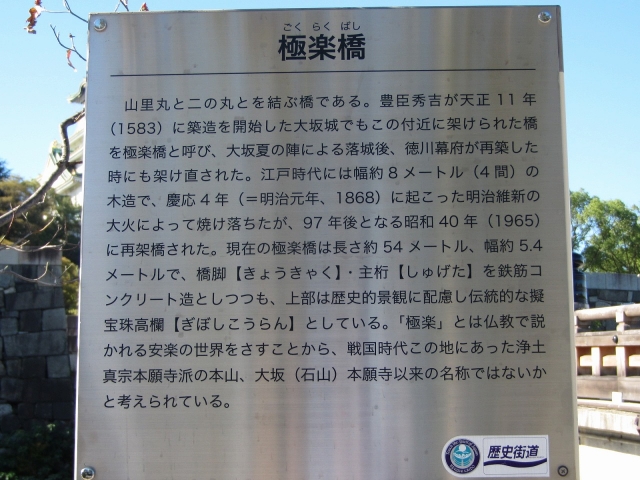 ごくらくばし
極楽橋
山里丸と二の丸とを結ぶ橋である。豊臣秀吉が天正11年
（1583）に築造を開始した大坂城でもこの付近に架けられた橋
を極楽橋と呼び、大坂夏の陣による落城後、徳川幕府が再築した
時にも架け直された。江戸時代には幅約8メートル（4間）の
木造で、慶応4年（＝明治元年、1868）に起こった明治維新の
大火によって焼け落ちたが、97年後となる昭和40年（1965）
に再架橋された。現在の極楽橋は長さ約54メートル、幅約5.4
メートルで、橋脚【きょうきゃく】・主桁【しゅげた】を鉄筋コ
ンクリート造としつつも、上部は歴史的景観に配慮し伝統的な擬
宝珠高欄【ぎぼしこうらん】としている。「極楽」とは仏教で説
かれる安楽の世界をさすことから、戦国時代この地にあった浄土
真宗本願寺派の本山、大坂（石山）本願寺以来の名称ではないか
と考えられている。
歴史街道